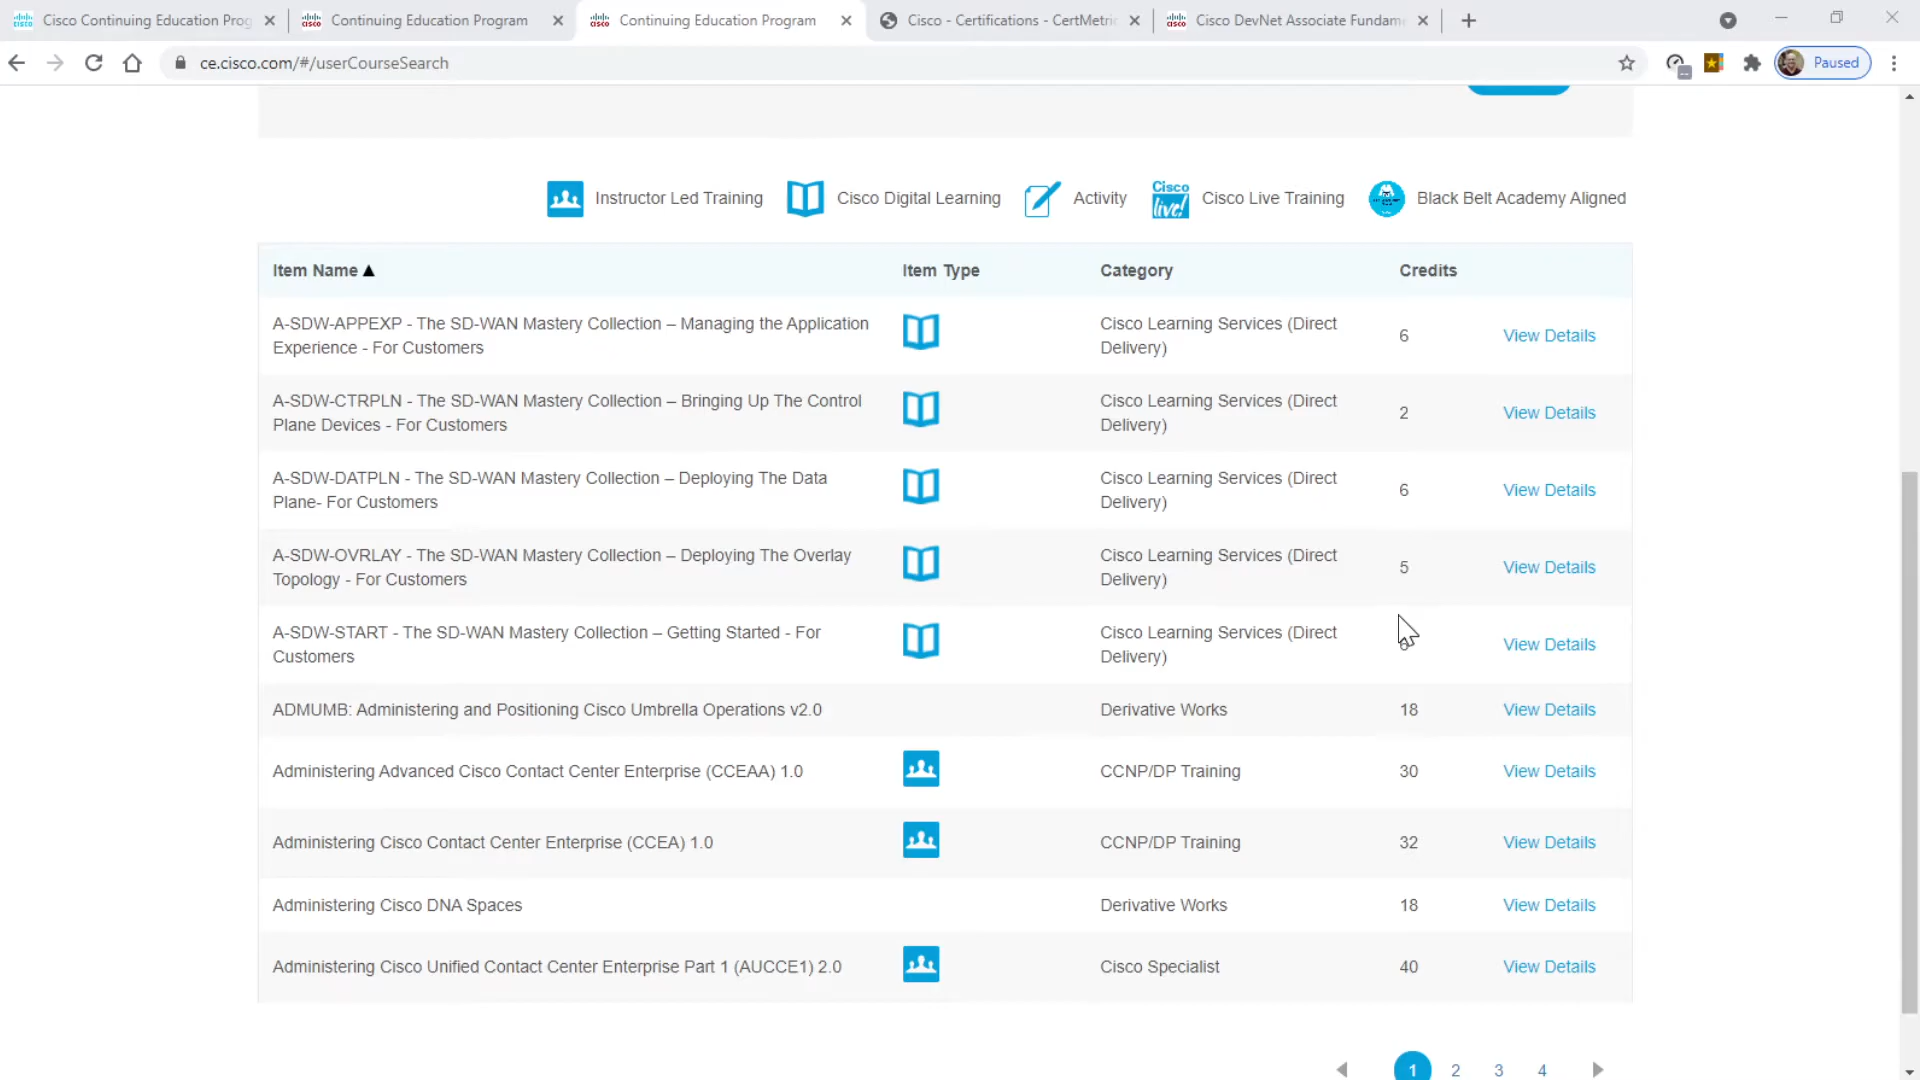 Cisco Continuing Education Prog
Continuing Education Program
Continuing Education Program
Cisco - Certifications - CertMetric
Cisco DevNet Associate Fundam
ce.cisco.com/#/userCourseSearch
Paused
Instructor Led Training
Cisco Digital Learning
Activity
Cisco live!
Cisco Live Training
Black Belt Academy Aligned
Item Name ▲ Item Type Category Credits
A-SDW-APPEXP - The SD-WAN Mastery Collection – Managing the Application
Experience - For Customers
Cisco Learning Services (Direct
Delivery)
6
View Details
A-SDW-CTRPLN - The SD-WAN Mastery Collection – Bringing Up The Control
Plane Devices - For Customers
Cisco Learning Services (Direct
Delivery)
2
View Details
A-SDW-DATPLN - The SD-WAN Mastery Collection – Deploying The Data
Plane- For Customers
Cisco Learning Services (Direct
Delivery)
6
View Details
A-SDW-OVRLAY - The SD-WAN Mastery Collection – Deploying The Overlay
Topology - For Customers
Cisco Learning Services (Direct
Delivery)
5
View Details
A-SDW-START - The SD-WAN Mastery Collection – Getting Started - For
Customers
Cisco Learning Services (Direct
Delivery)
View Details
ADMUMB: Administering and Positioning Cisco Umbrella Operations v2.0 Derivative Works 18 View Details
Administering Advanced Cisco Contact Center Enterprise (CCEAA) 1.0 CCNP/DP Training 30 View Details
Administering Cisco Contact Center Enterprise (CCEA) 1.0 CCNP/DP Training 32 View Details
Administering Cisco DNA Spaces Derivative Works 18 View Details
Administering Cisco Unified Contact Center Enterprise Part 1 (AUCCE1) 2.0 Cisco Specialist 40 View Details
1 2 3 4